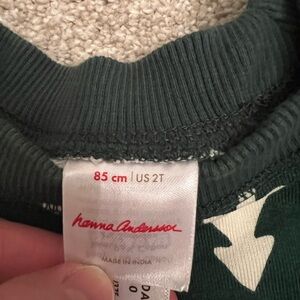 85 cm | US 2T
hanna andersson
MADE IN INDIA